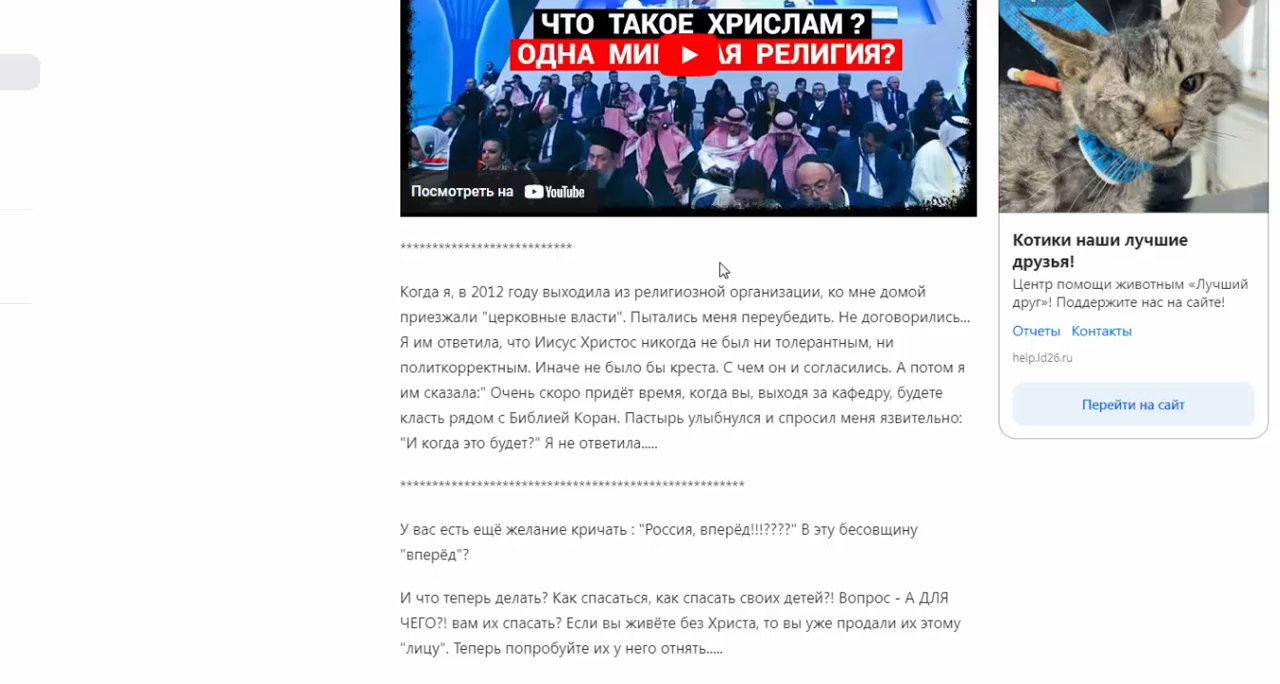 ЧТО ТАКОЕ ХРИСЛАМ ?
ОДНА МИ АЯ РЕЛИГИЯ?
Посмотреть на YouTube
***************************
Когда я, в 2012 году выходила из религиозной организации, ко мне домой
приезжали "церковные власти". Пытались меня переубедить. Не договорились...
Я им ответила, что Иисус Христос никогда не был ни толерантным, ни
политкорректным. Иначе не было бы креста. С чем он и согласились. А потом я
им сказала:" Очень скоро придёт время, когда вы, выходя за кафедру, будете
класть рядом с Библией Коран. Пастырь улыбнулся и спросил меня язвительно:
"И когда это будет?" Я не ответила.....
******************************************************
У вас есть ещё желание кричать : "Россия, вперёд!!!????" В эту бесовщину
"вперёд"?
И что теперь делать? Как спасаться, как спасать своих детей?! Вопрос - А ДЛЯ
ЧЕГО?! вам их спасать? Если вы живёте без Христа, то вы уже продали их этому
"лицу". Теперь попробуйте их у него отнять.....
Котики наши лучшие
друзья!
Центр помощи животным «Лучший
друг»! Поддержите нас на сайте!
Отчеты Контакты
help.ld26.ru
Перейти на сайт